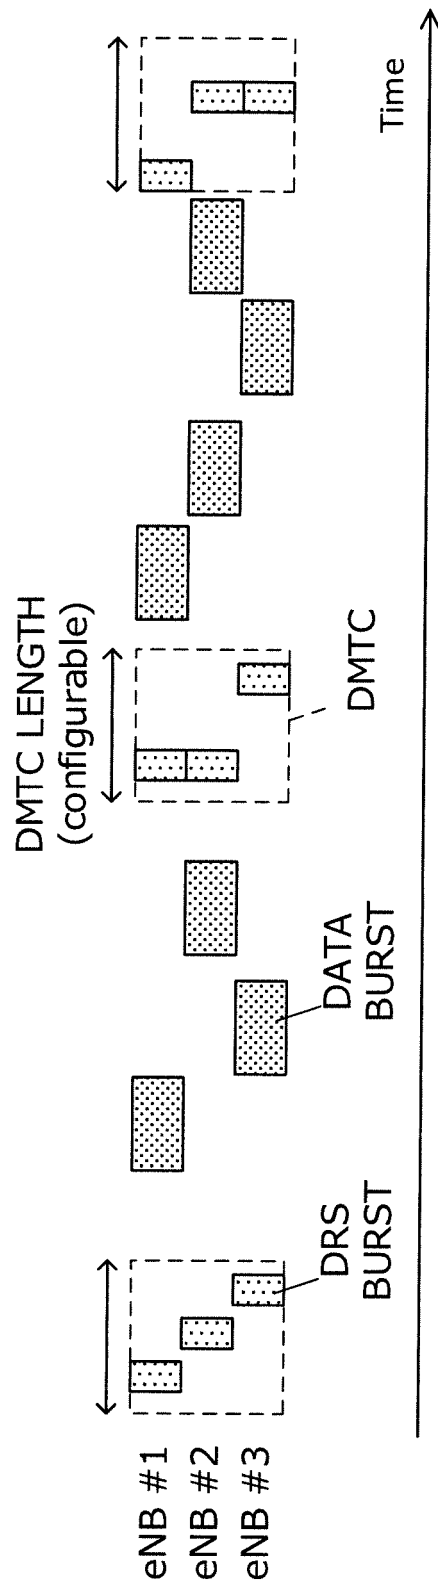 DMTC LENGTH
(configurable)
eNB #1
eNB #2
eNB #3
DRS
BURST
DATA
BURST
DMTC
Time